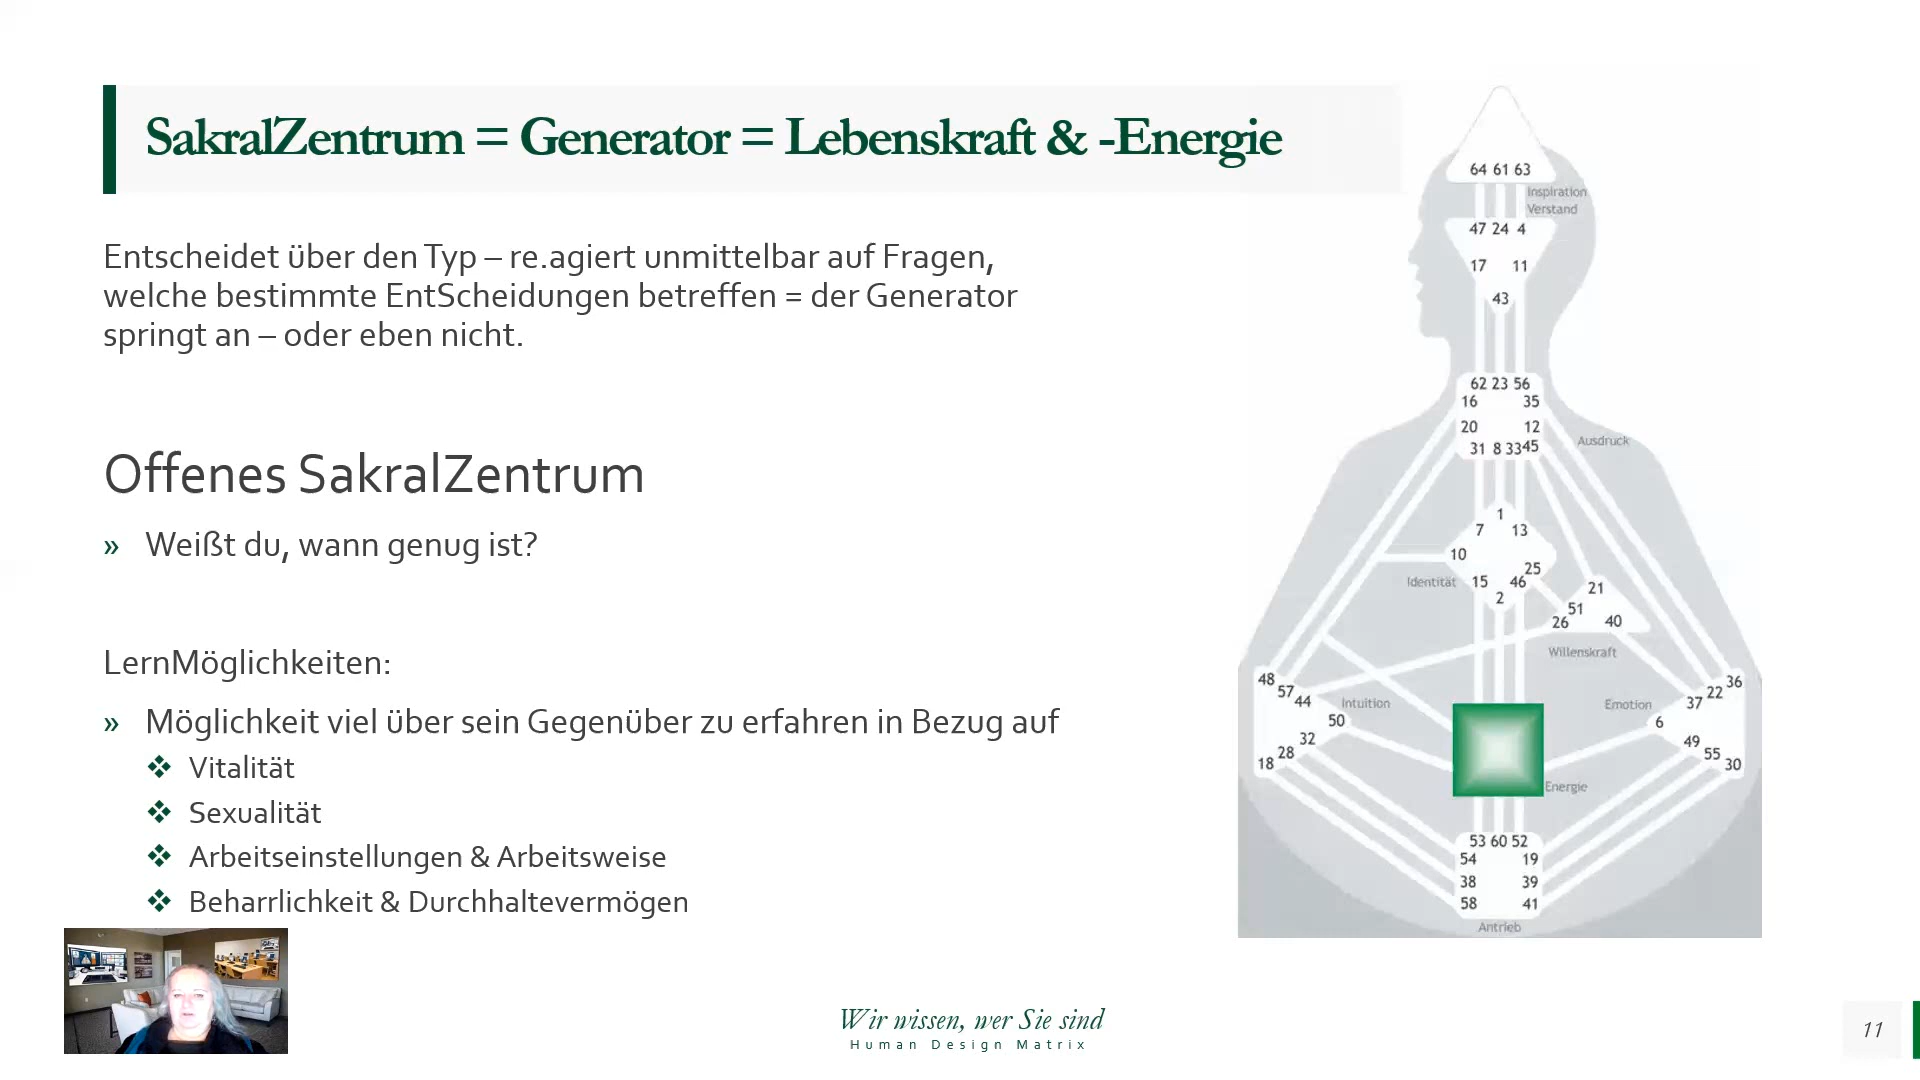 SakralZentrum = Generator = Lebenskraft & -Energie
Entscheidet über den Typ – re.agiert unmittelbar auf Fragen,
welche bestimmte EntScheidungen betreffen = der Generator
springt an – oder eben nicht.
Offenes SakralZentrum
» Weißt du, wann genug ist?
LernMöglichkeiten:
» Möglichkeit viel über sein Gegenüber zu erfahren in Bezug auf
❖ Vitalität
❖ Sexualität
❖ Arbeitseinstellungen & Arbeitsweise
❖ Beharrlichkeit & Durchhaltevermögen
64 61 63
Inspiration
Verstand
47 24 4
17 11
43
62 23 56
16 35
20 12
31 8 33 45
Ausdruck
1
7 13
10
25
Identität 15 46
2
21
51
26 40
Willenskraft
48
57
44
Intuition
50
32
28
18
36
22
37
Emotion
6
49
55
30
Energie
53 60 52
54 19
38 39
58 41
Antrieb
Wir wissen, wer Sie sind
Human Design Matrix
11